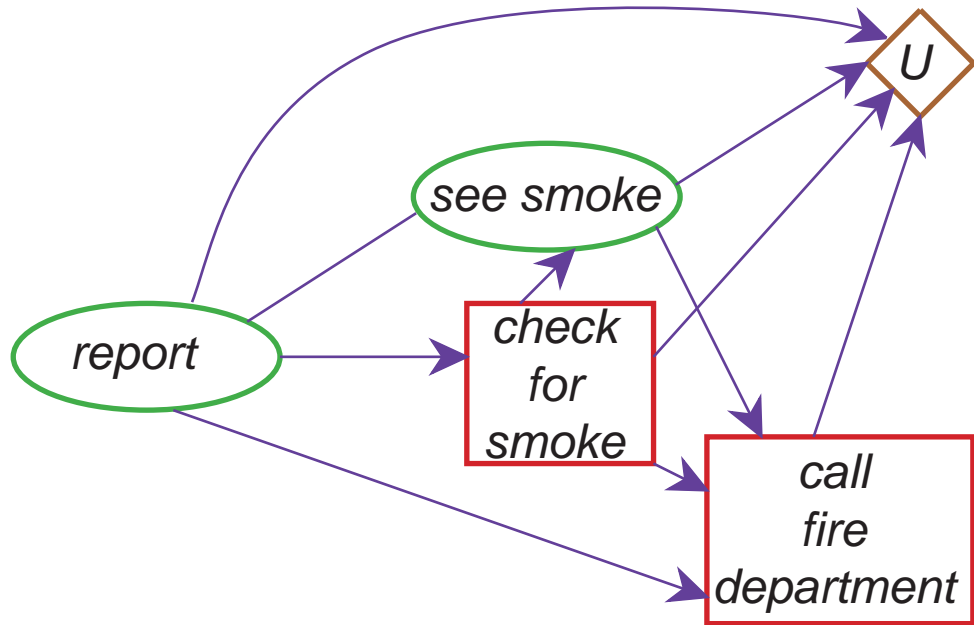 U
see smoke
report
check
for
smoke
call
fire
department